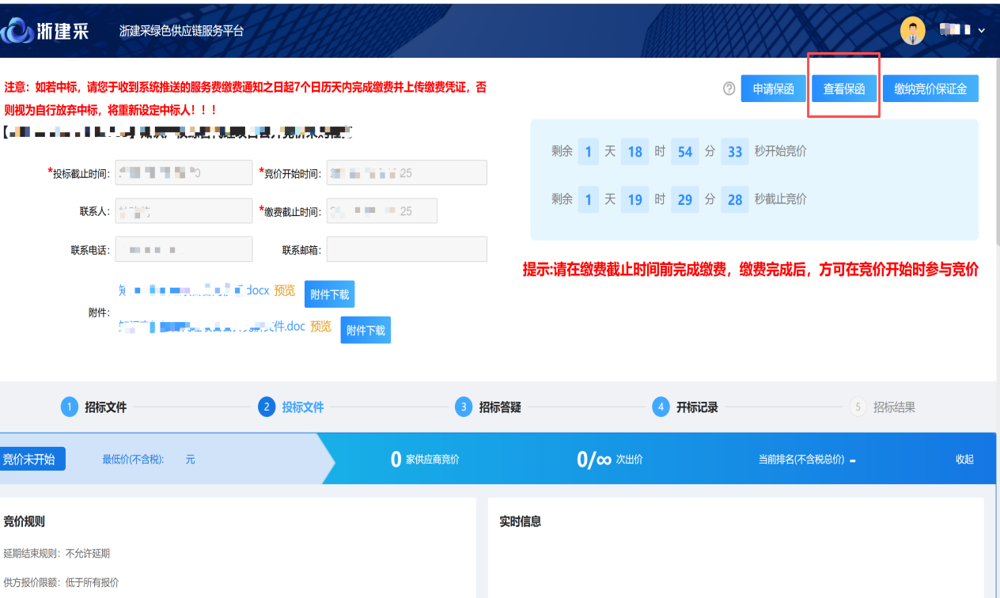 浙建采
浙建采绿色供应链服务平台
注意：如若中标，请您于收到系统推送的服务费缴费通知之日起7个日历天内完成缴费并上传缴费凭证，否
则视为自行放弃中标，将重新设定中标人！！！
申请保函
查看保函
缴纳竞价保证金
剩余 1 天 18 时 54 分 33 秒开始竞价
剩余 1 天 19 时 29 分 28 秒截止竞价
*投标截止时间:
*竞价开始时间: 25
联系人:
*缴费截止时间: 25
联系电话:
联系邮箱:
提示:请在缴费截止时间前完成缴费，缴费完成后，方可在竞价开始时参与竞价
附件:
docx 预览 附件下载
件.doc 预览 附件下载
1 招标文件
2 投标文件
3 招标答疑
4 开标记录
5 招标结果
竞价未开始
最低价(不含税): 元
0 家供应商竞价
0/∞ 次出价
当前排名(不含税总价) -
收起
竞价规则
延期结束规则: 不允许延期
供方报价限额: 低于所有报价
实时信息